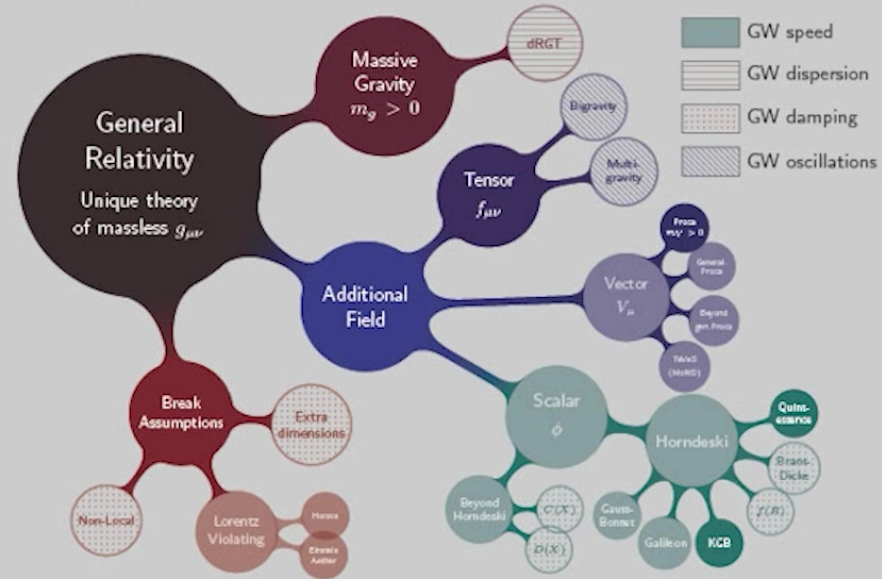 General
Relativity
Unique theory
of massless g_μν
Massive
Gravity
m_g > 0
dRGT
Bigravity
Multi-
gravity
Tensor
f_μν
Additional
Field
Vector
V_μ
Proca
m_V > 0
General.
Proca
Beyond
gen. Proca
TeVeS
(MoND)
Scalar
ϕ
Horndeski
Quint-
essence
Brans-
Dicke
f(R)
KGB
Galileon
Gauss-
Bonnet
Beyond
Horndeski
C(X)
D(X)
Break
Assumptions
Extra
dimensions
Non-Local
Lorentz
Violating
Horava
Einstein
Aether
GW speed
GW dispersion
GW damping
GW oscillations